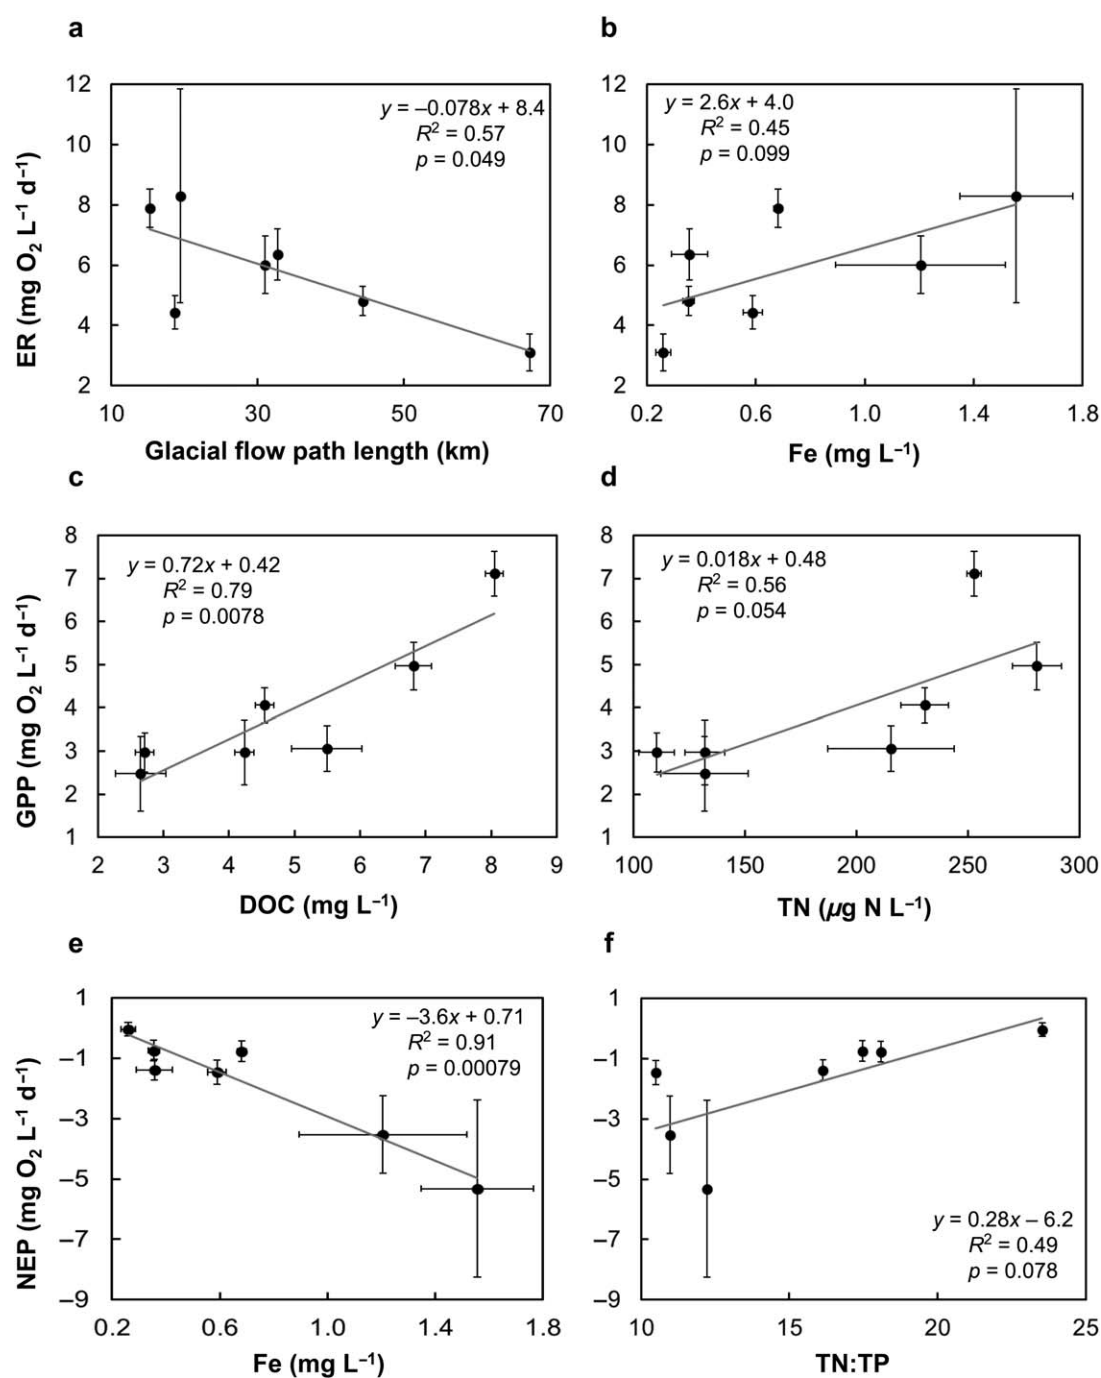 a
12
10
8
6
4
2
ER (mg O₂ L⁻¹ d⁻¹)
y = –0.078x + 8.4
R² = 0.57
p = 0.049
10 30 50 70
Glacial flow path length (km)
b
12
10
8
6
4
2
y = 2.6x + 4.0
R² = 0.45
p = 0.099
0.2 0.6 1.0 1.4 1.8
Fe (mg L⁻¹)
c
8
7
6
5
4
3
2
1
GPP (mg O₂ L⁻¹ d⁻¹)
y = 0.72x + 0.42
R² = 0.79
p = 0.0078
2 3 4 5 6 7 8 9
DOC (mg L⁻¹)
d
8
7
6
5
4
3
2
1
y = 0.018x + 0.48
R² = 0.56
p = 0.054
100 150 200 250 300
TN (µg N L⁻¹)
e
1
–1
–3
–5
–7
–9
NEP (mg O₂ L⁻¹ d⁻¹)
y = –3.6x + 0.71
R² = 0.91
p = 0.00079
0.2 0.6 1.0 1.4 1.8
Fe (mg L⁻¹)
f
1
–1
–3
–5
–7
–9
y = 0.28x – 6.2
R² = 0.49
p = 0.078
10 15 20 25
TN:TP